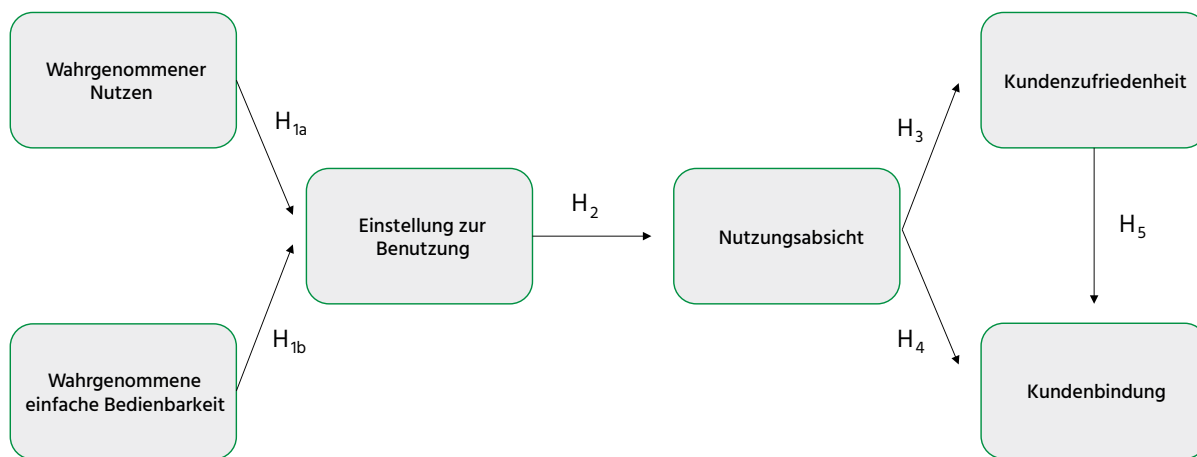 Wahrgenommener
Nutzen
H1a
Wahrgenommene
einfache Bedienbarkeit
H1b
Einstellung zur
Benutzung
H2
Nutzungsabsicht
H3
H4
Kundenzufriedenheit
H5
Kundenbindung